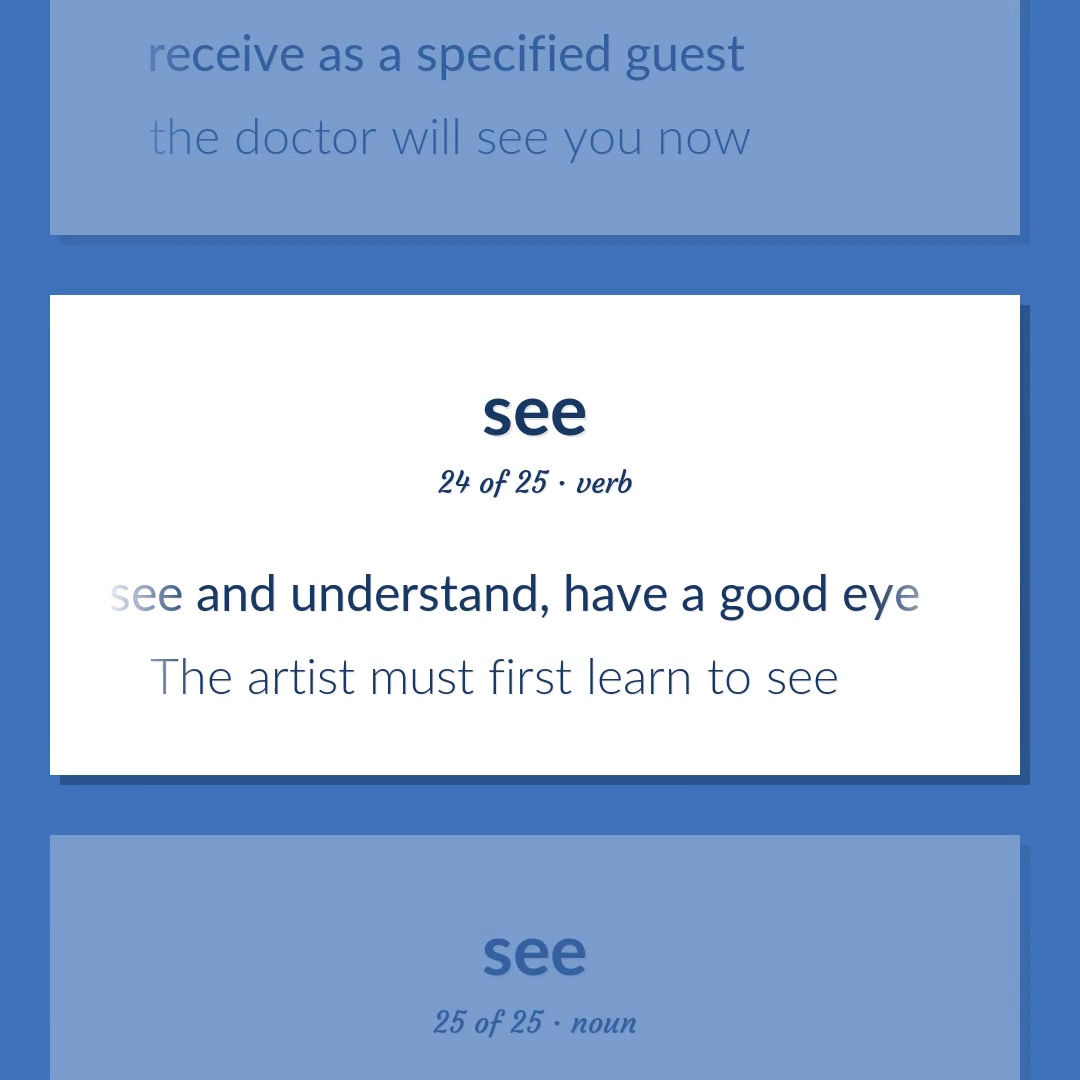 receive as a specified guest
the doctor will see you now
see
24 of 25 · verb
see and understand, have a good eye
The artist must first learn to see
see
25 of 25 · noun